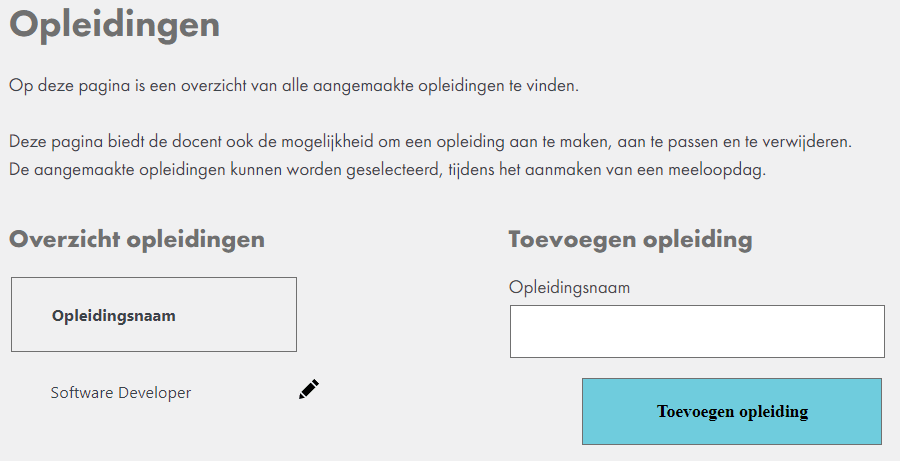 Opleidingen
Op deze pagina is een overzicht van alle aangemaakte opleidingen te vinden.
Deze pagina biedt de docent ook de mogelijkheid om een opleiding aan te maken, aan te passen en te verwijderen.
De aangemaakte opleidingen kunnen worden geselecteerd, tijdens het aanmaken van een meeloopdag.
Overzicht opleidingen
Opleidingsnaam
Software Developer
Toevoegen opleiding
Opleidingsnaam
Toevoegen opleiding